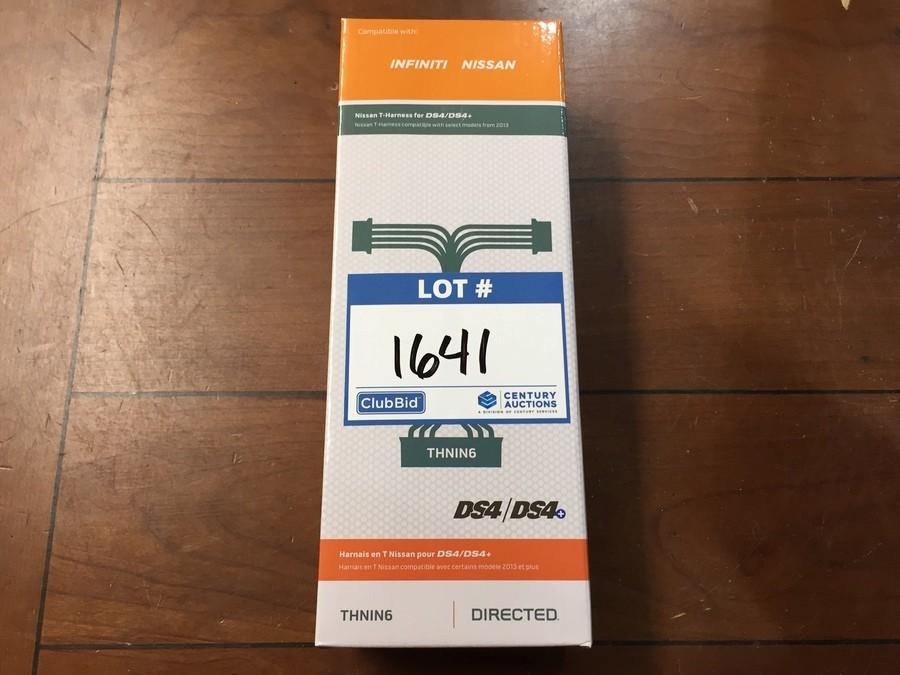 Compatible with:
INFINITI NISSAN
Nissan T-Harness for DS4/DS4+
Nissan T-Harness compatible with select models from 2013
LOT #
1641
ClubBid
CENTURY
AUCTIONS
A DIVISION OF CENTURY SERVICES
THNIN6
DS4/DS4+
Harnais en T Nissan pour DS4/DS4+
Harnais en T Nissan compatible avec certains modèle 2013 et plus
THNIN6 | DIRECTED.